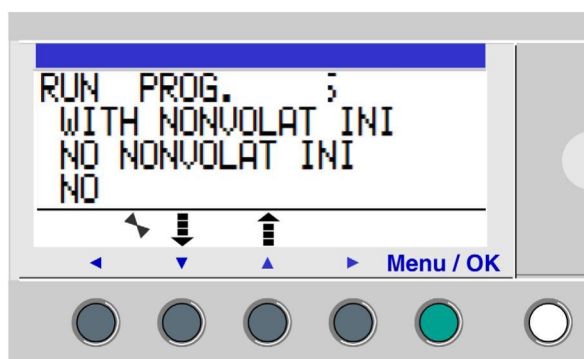 RUN PROG.
WITH NONVOLAT INI
NO NONVOLAT INI
NO
Menu / OK